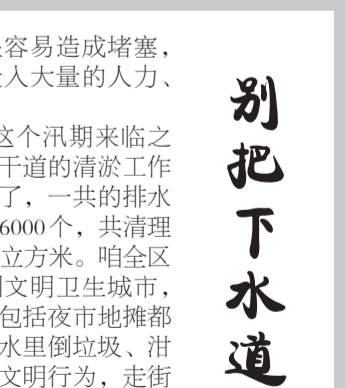 容易造成堵塞，
入大量的人力、
这个汛期来临之
干道的清淤工作
了，一共的排水
6000个，共清理
立方米。咱全区
文明卫生城市，
包括夜市地摊都
水里倒垃圾、泔
文明行为，走街
别把下水道